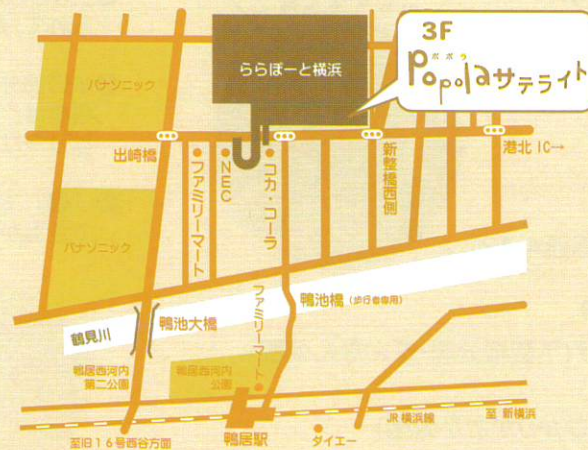 3F
ポポラ
Popolaサテライト
ららぽーと横浜
パナソニック
出崎橋
ファミリーマート
NEC
コカ・コーラ
新整橋西側
港北 IC→
パナソニック
鶴見川
鴨池大橋
ファミリーマート
鴨池橋（歩行者専用）
鴨居西河内
第二公園
鴨居西河内
公園
至旧16号西谷方面
鴨居駅
ダイエー
JR 横浜線
至 新横浜